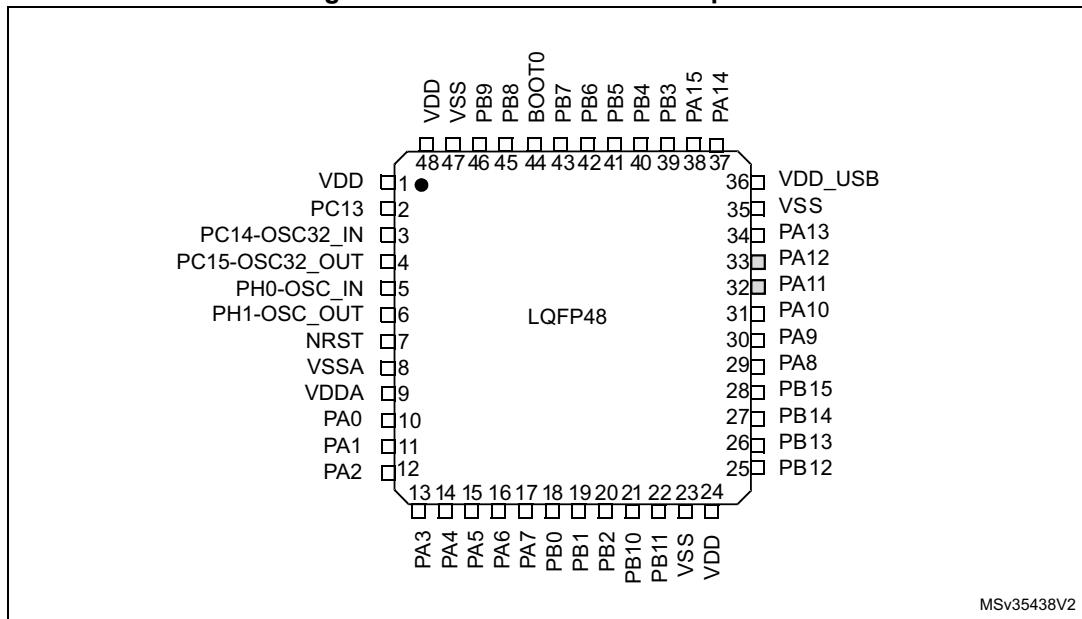 VDD
VSS
PB9
PB8
BOOT0
PB7
PB6
PB5
PB4
PB3
PA15
PA14
48 47 46 45 44 43 42 41 40 39 38 37
VDD 1
PC13 2
PC14-OSC32_IN 3
PC15-OSC32_OUT 4
PH0-OSC_IN 5
PH1-OSC_OUT 6
NRST 7
VSSA 8
VDDA 9
PA0 10
PA1 11
PA2 12
LQFP48
36 VDD_USB
35 VSS
34 PA13
33 PA12
32 PA11
31 PA10
30 PA9
29 PA8
28 PB15
27 PB14
26 PB13
25 PB12
13 14 15 16 17 18 19 20 21 22 23 24
PA3
PA4
PA5
PA6
PA7
PB0
PB1
PB2
PB10
PB11
VSS
VDD
MSv35438V2